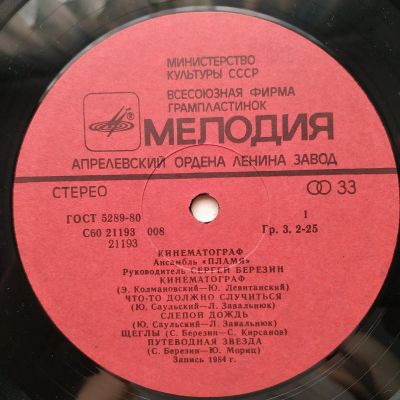 МИНИСТЕРСТВО
КУЛЬТУРЫ СССР
ВСЕСОЮЗНАЯ ФИРМА
ГРАМПЛАСТИНОК
МЕЛОДИЯ
АПРЕЛЕВСКИЙ ОРДЕНА ЛЕНИНА ЗАВОД
СТЕРЕО 33
ГОСТ 5289-80 1
С60 21193 008 Гр. 3. 2-25
21193
КИНЕМАТОГРАФ
Ансамбль «ПЛАМЯ»
Руководитель СЕРГЕЙ БЕРЕЗИН
КИНЕМАТОГРАФ
(Э. Колмановский—Ю. Левитанский)
ЧТО-ТО ДОЛЖНО СЛУЧИТЬСЯ
(Ю. Саульский—Л. Завальнюк)
СЛЕПОЙ ДОЖДЬ
(Ю. Саульский—Л. Завальнюк)
ЩЕГЛЫ (С. Березин—С. Кирсанов)
ПУТЕВОДНАЯ ЗВЕЗДА
(С. Березин—Ю. Мориц)
Запись 1984 г.